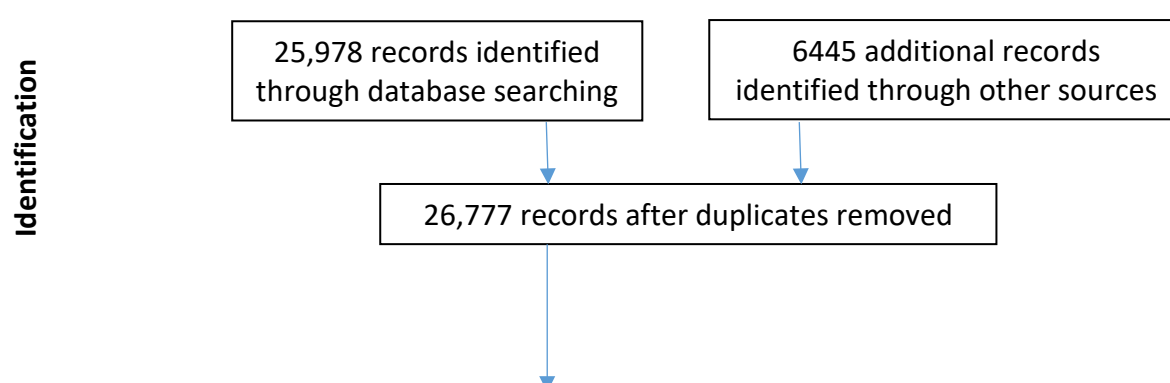 Identification
25,978 records identified
through database searching
6445 additional records
identified through other sources
26,777 records after duplicates removed